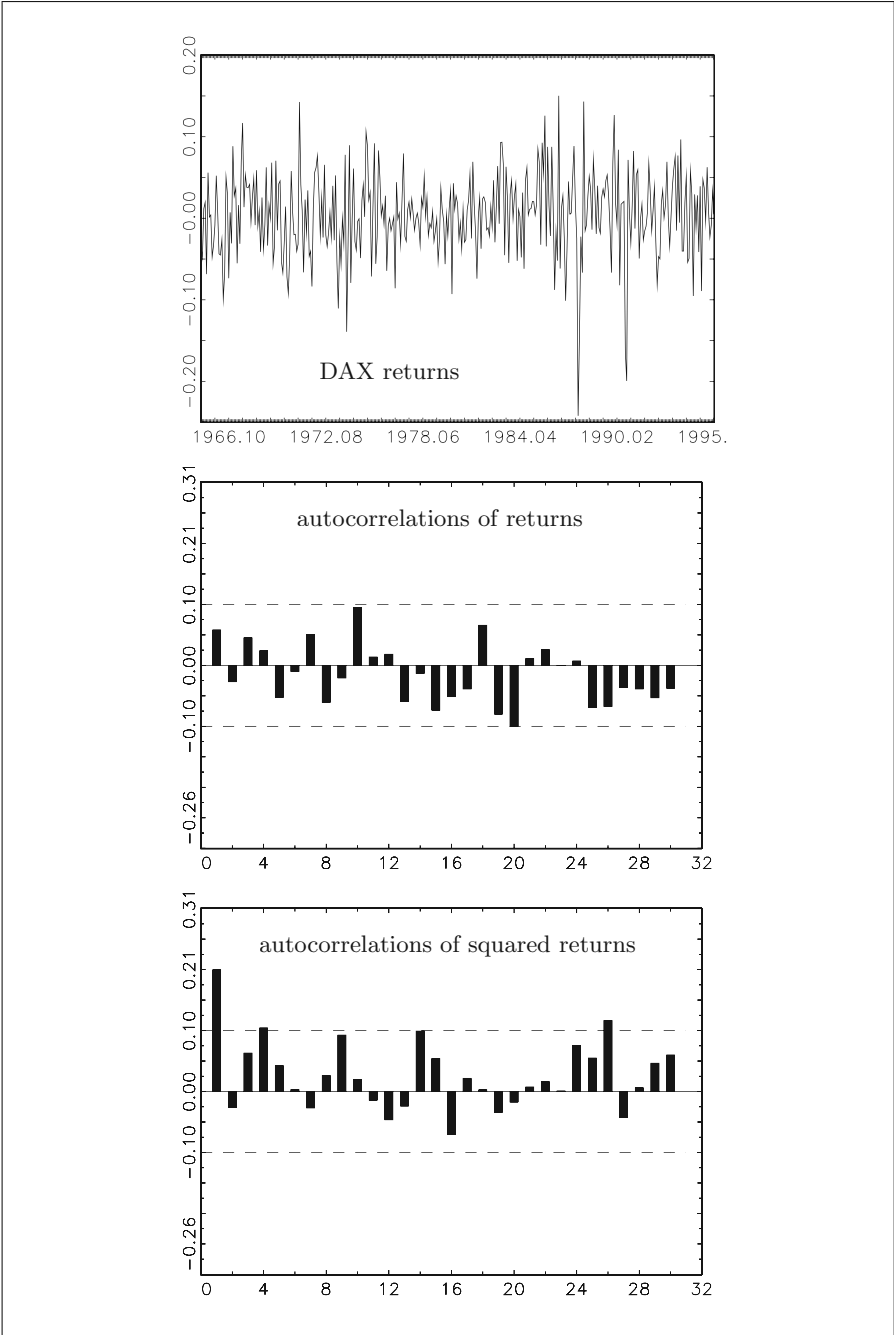 0.20
0.10
−0.00
−0.10
−0.20
DAX returns
1966.10 1972.08 1978.06 1984.04 1990.02 1995.
0.31
0.21
0.10
0.00
−0.10
−0.26
autocorrelations of returns
0 4 8 12 16 20 24 28 32
0.31
0.21
0.10
0.00
−0.10
−0.26
autocorrelations of squared returns
0 4 8 12 16 20 24 28 32